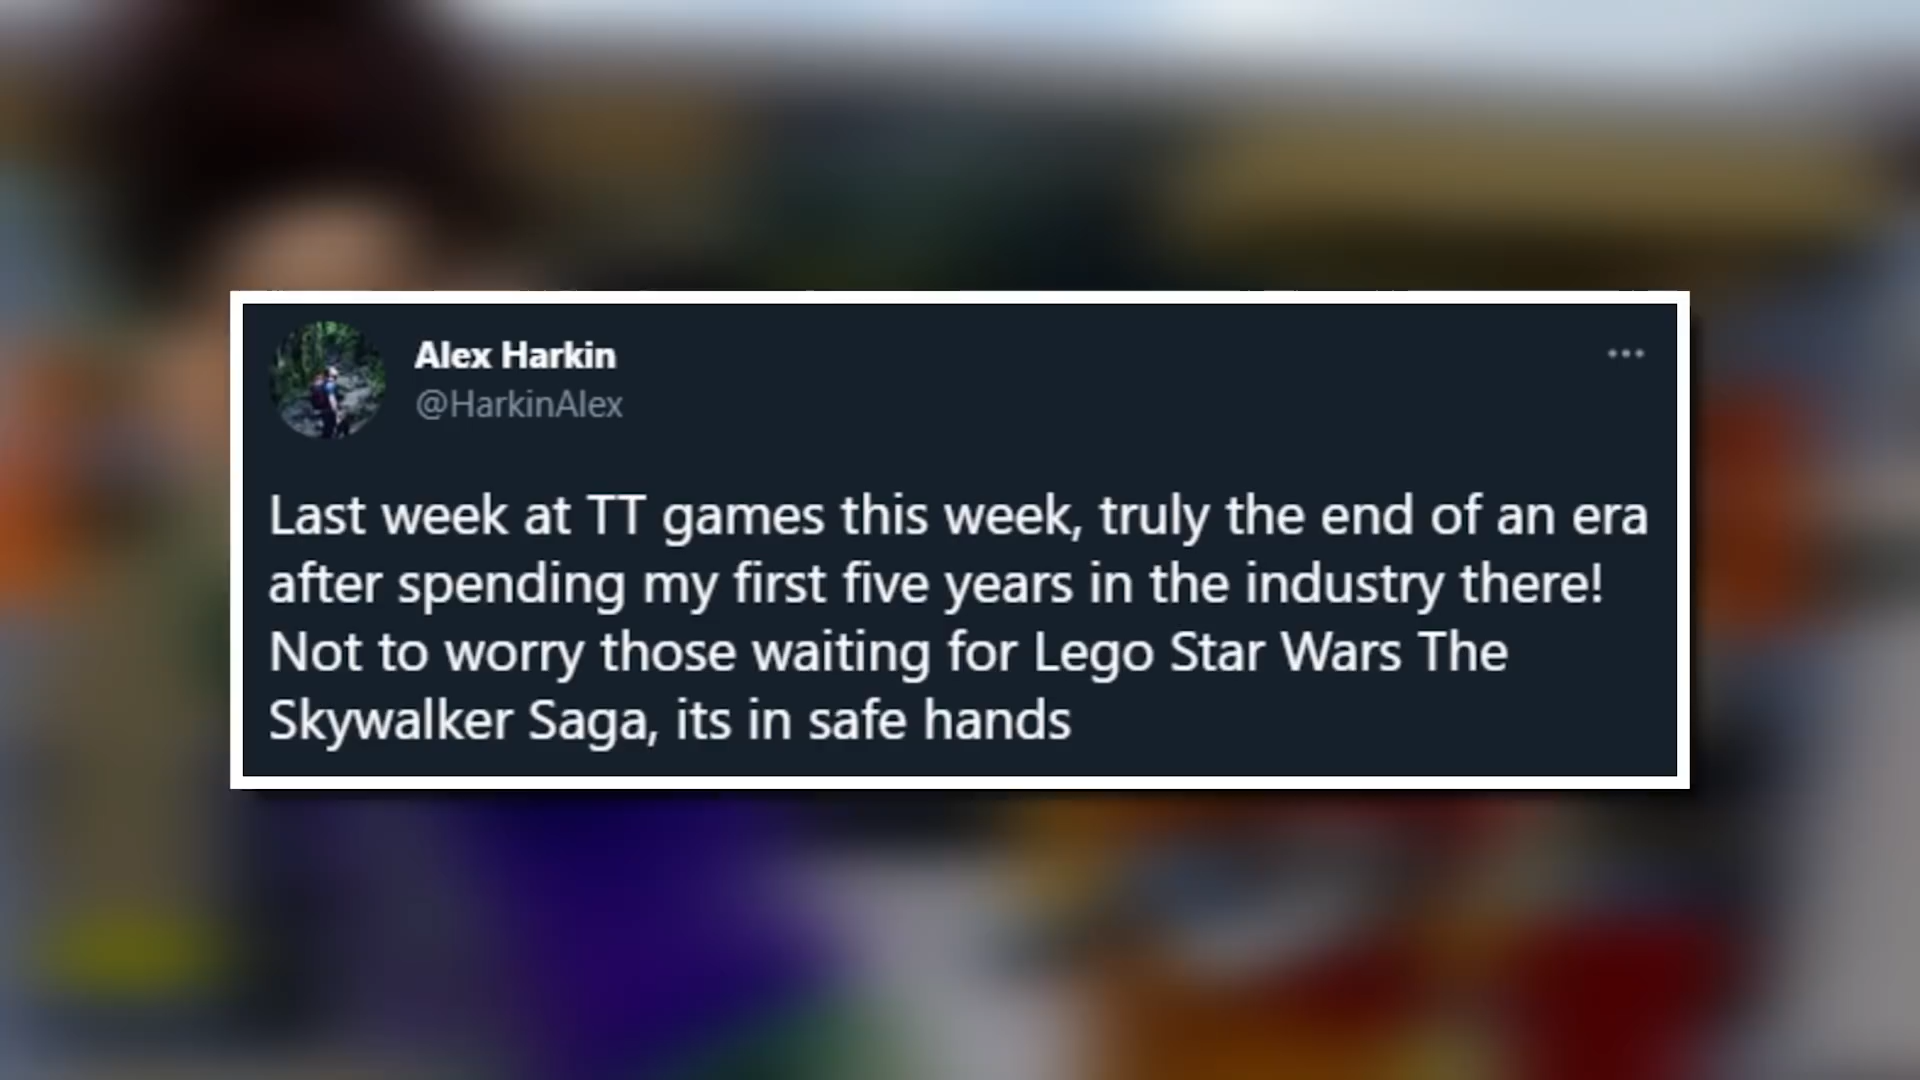 Alex Harkin
@HarkinAlex
Last week at TT games this week, truly the end of an era
after spending my first five years in the industry there!
Not to worry those waiting for Lego Star Wars The
Skywalker Saga, its in safe hands